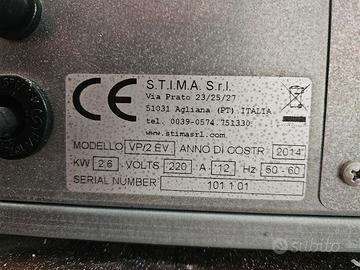 CE
S.T.I.M.A. S.r.l.
Via Prato 23/25/27
51031 Agliana (PT) ITALIA
tel. 0039-0574.751330
www.stimasrl.com
MODELLO VP/2 EV ANNO DI COSTR. 2014
KW 2.6 VOLTS 220 A 12 Hz 50 - 60
SERIAL NUMBER 101 1 01
subito